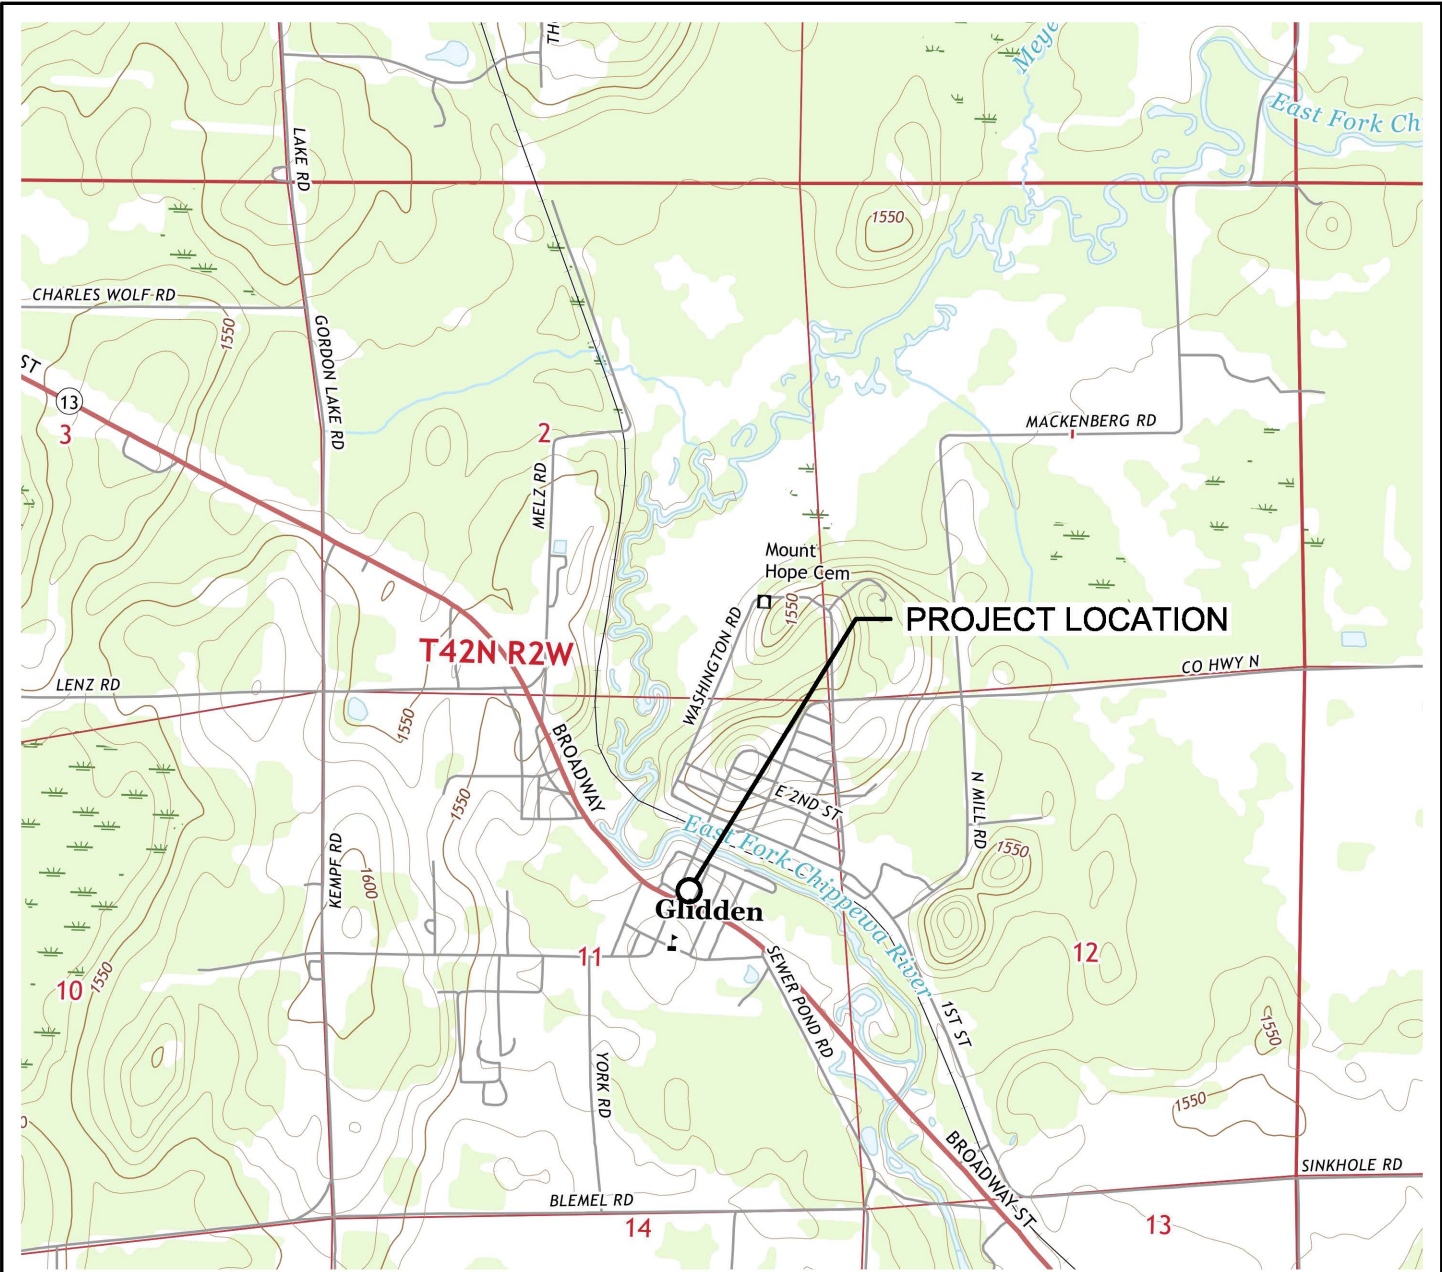 TH
Meye
East Fork Ch
LAKE RD
1550
CHARLES WOLF RD
1550
GORDON LAKE RD
ST
13
3
2
MACKENBERG RD
MELZ RD
Mount
Hope Cem
1550
PROJECT LOCATION
WASHINGTON RD
T42N R2W
CO HWY N
LENZ RD
1550
BROADWAY
1550
E 2ND ST
N MILL RD
East Fork Chippewa River
1550
KEMPF RD
1600
Glidden
11
12
10
1550
SEWER POND RD
1ST ST
1550
YORK RD
1550
0
BROADWAY ST
SINKHOLE RD
BLEMEL RD
14
13